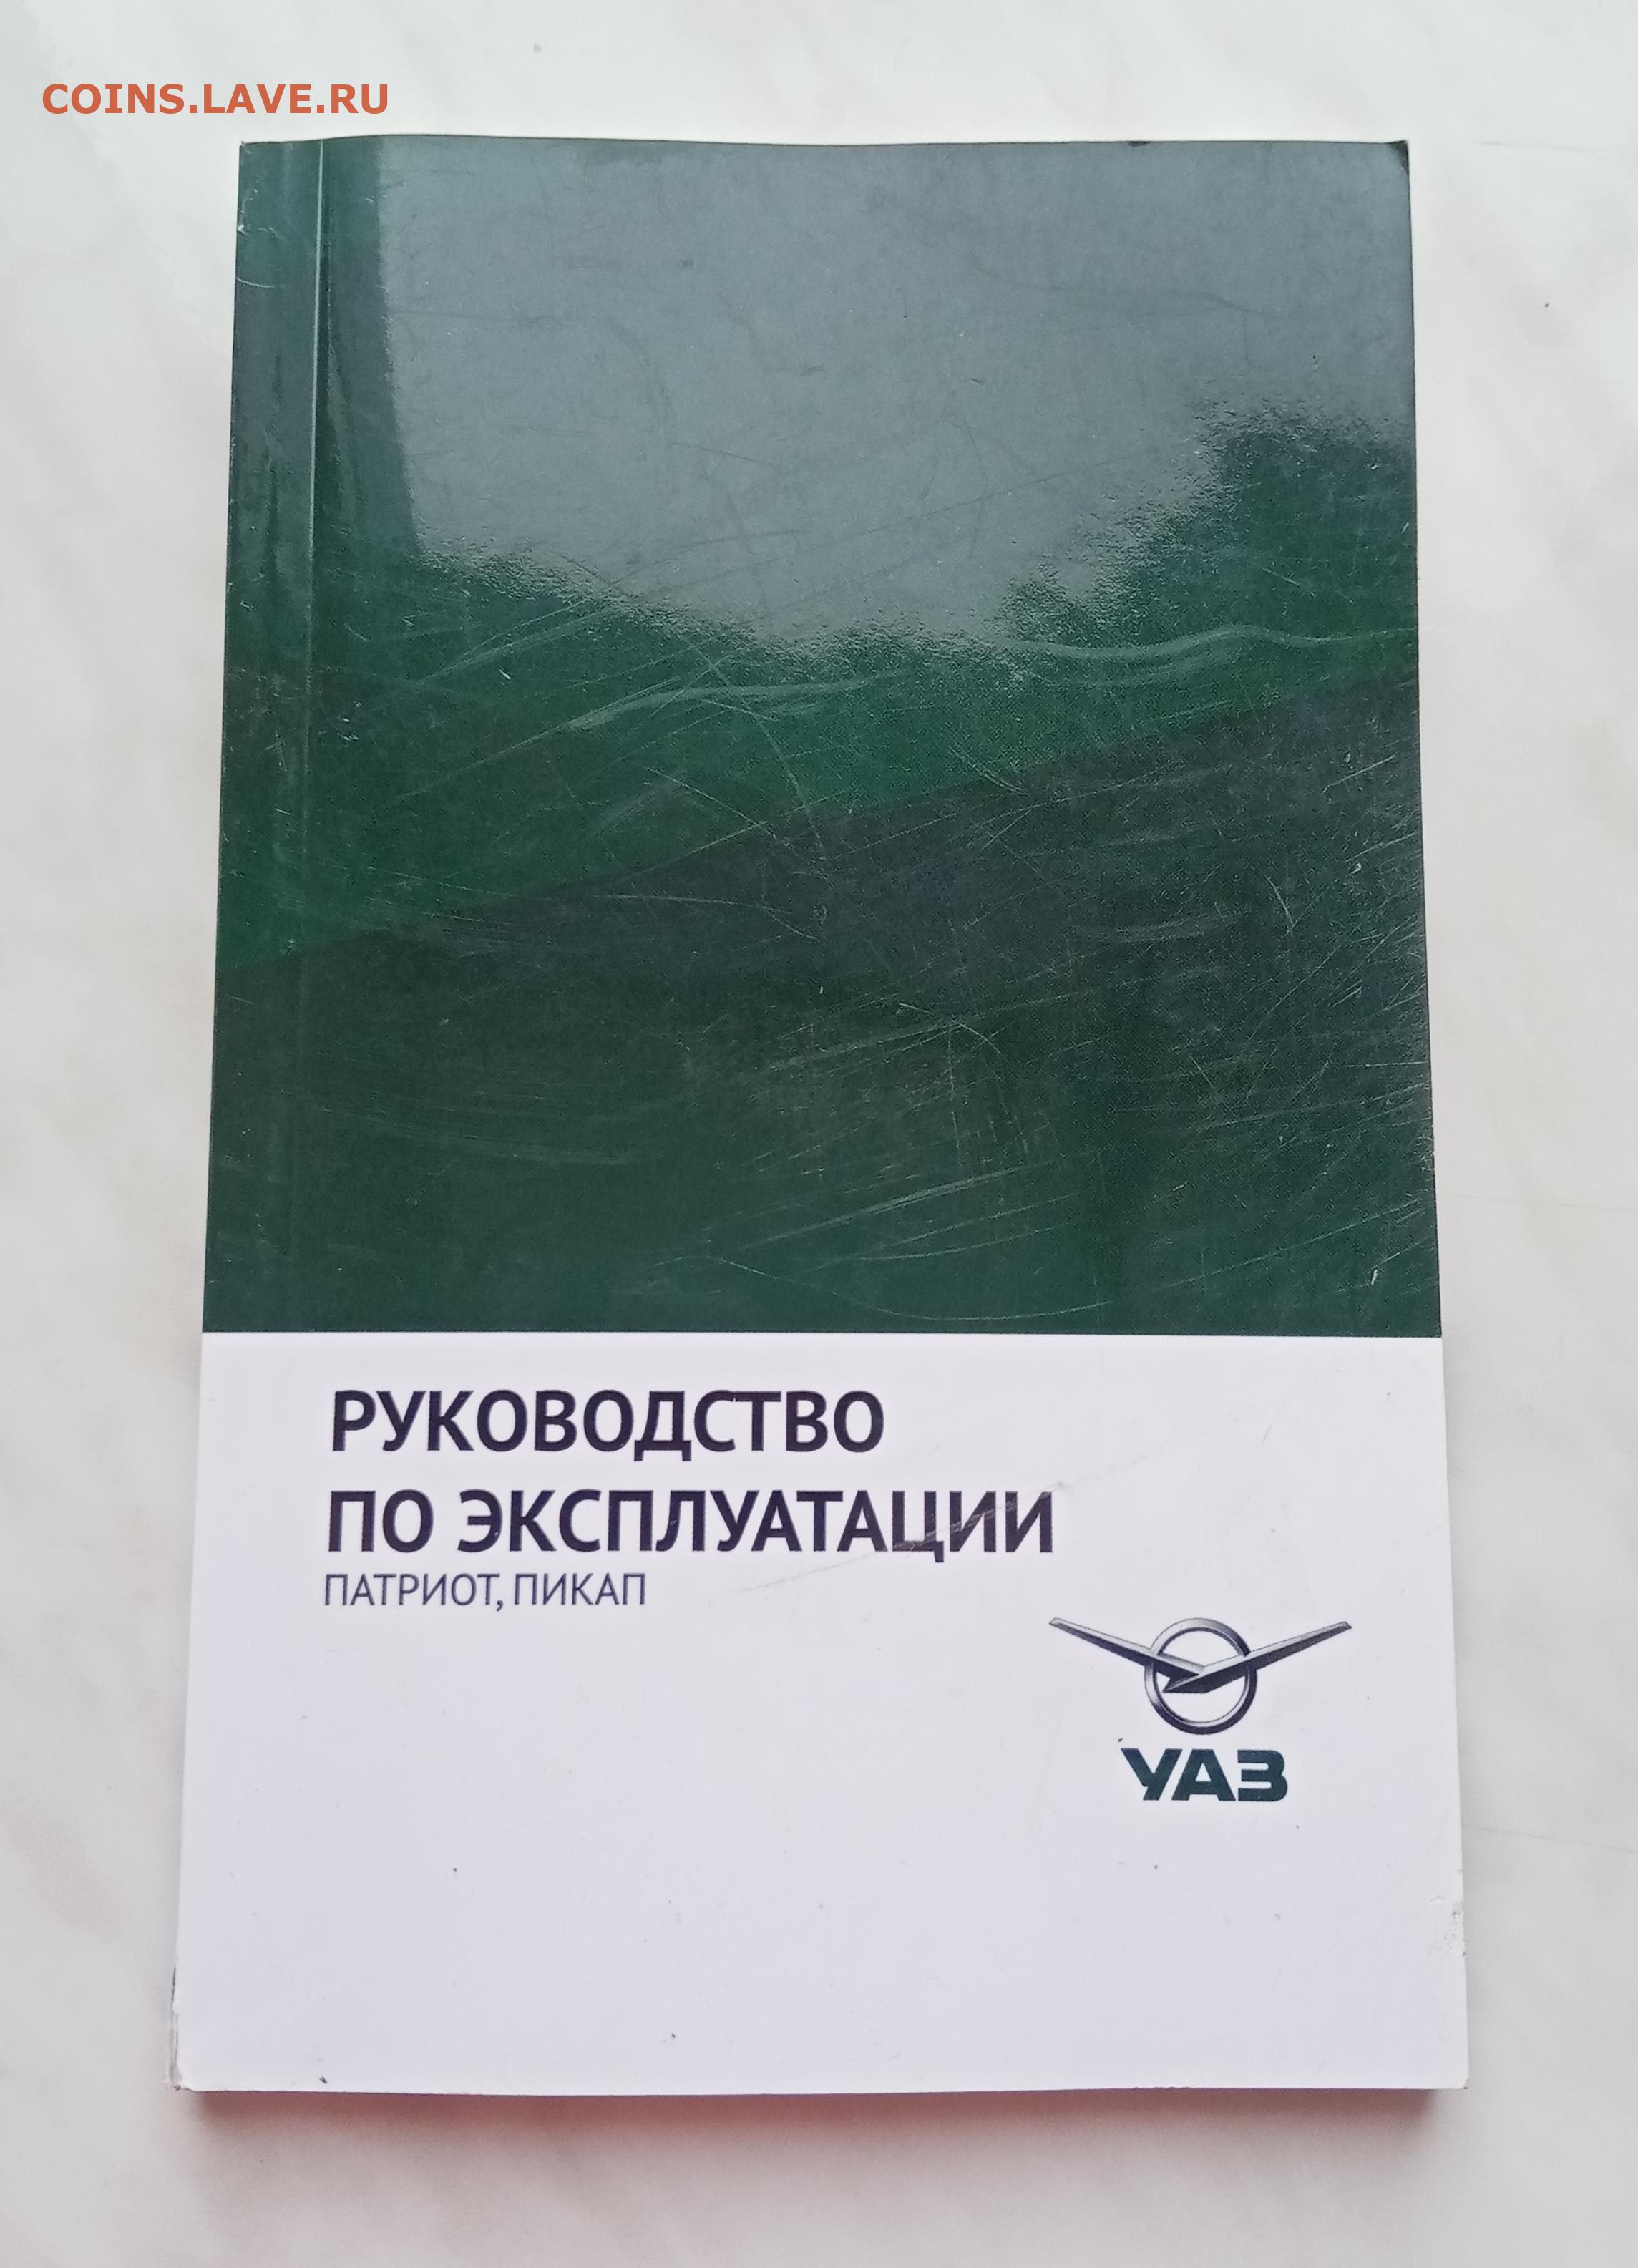 COINS.LAVE.RU
РУКОВОДСТВО
ПО ЭКСПЛУАТАЦИИ
ПАТРИОТ, ПИКАП
УАЗ